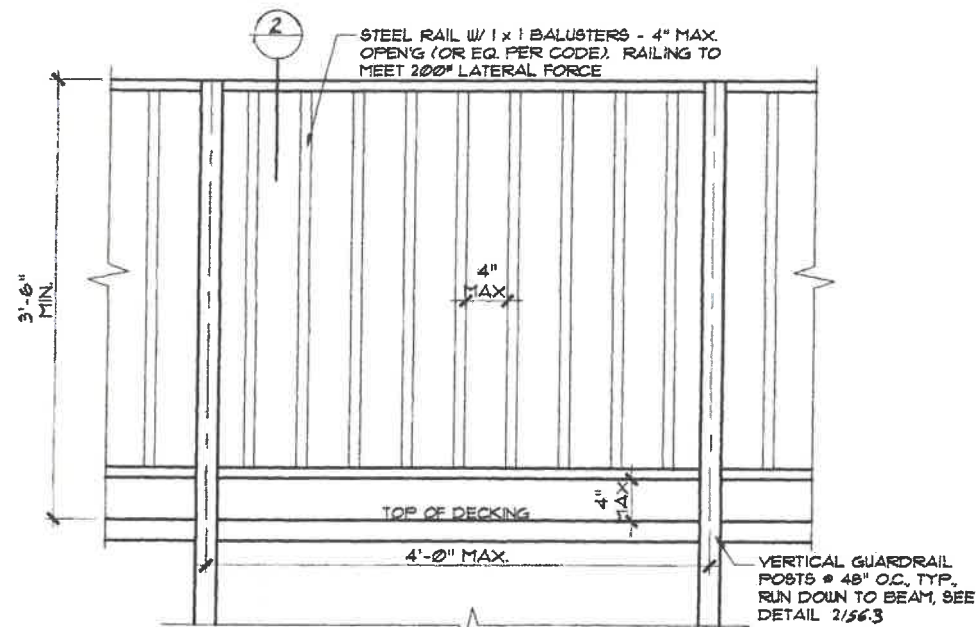 2
STEEL RAIL W/ 1 x 1 BALUSTERS - 4" MAX.
OPEN'G (OR EQ. PER CODE). RAILING TO
MEET 200# LATERAL FORCE
3'-6"
MIN.
4"
MAX
4"
MAX
TOP OF DECKING
4'-0" MAX.
VERTICAL GUARDRAIL
POSTS @ 48" O.C., TYP.,
RUN DOWN TO BEAM, SEE
DETAIL 2/S6.3